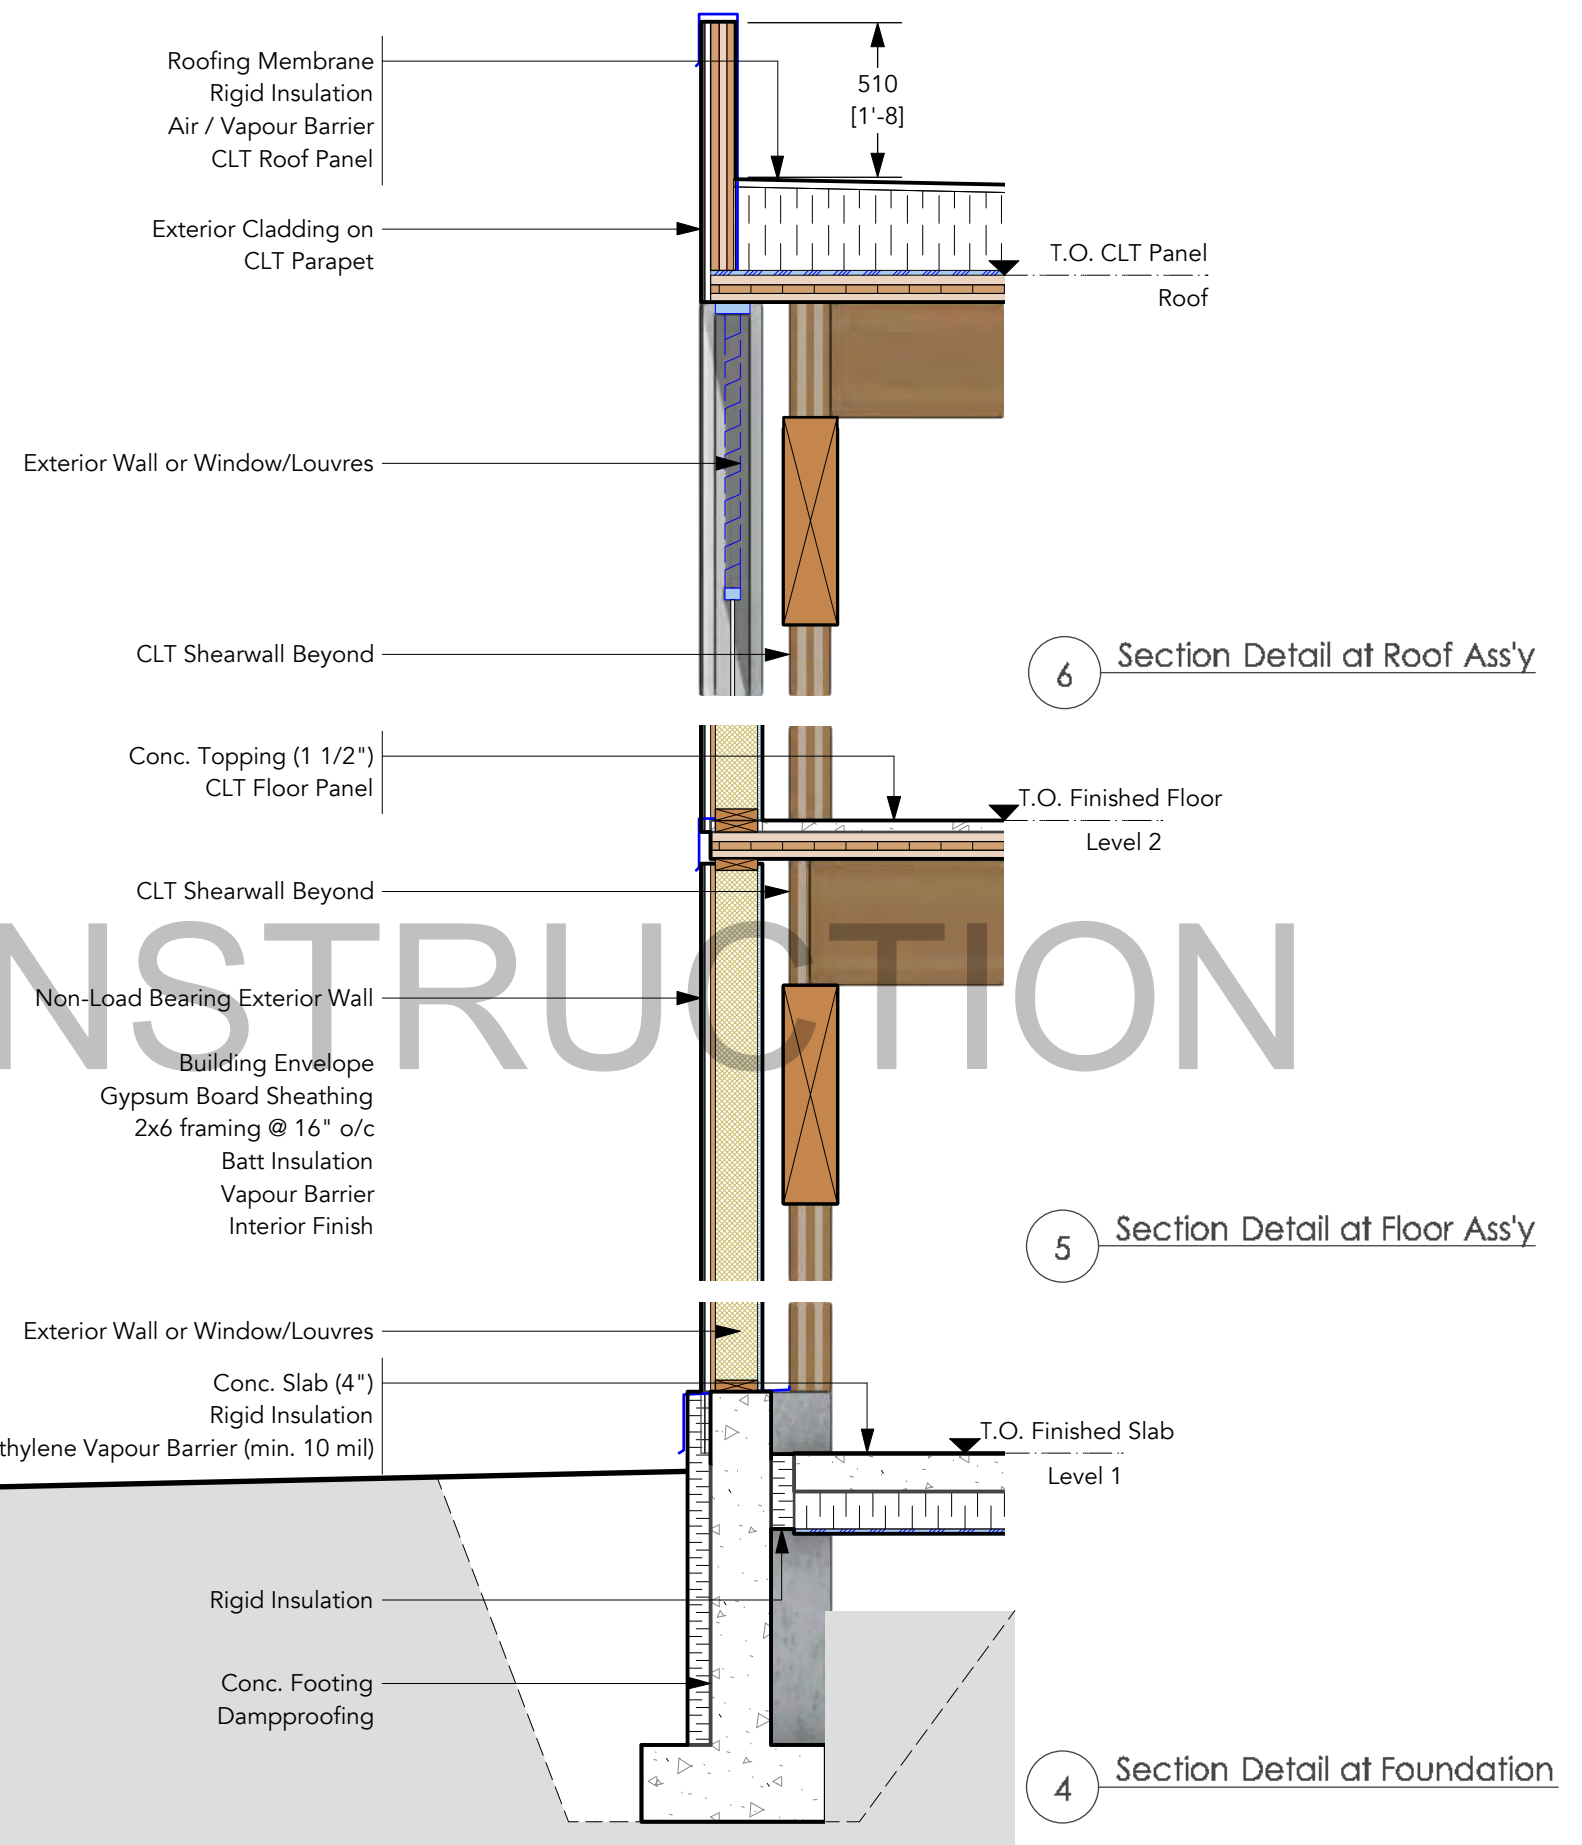 Roofing Membrane
Rigid Insulation
Air / Vapour Barrier
CLT Roof Panel
510
[1'-8]
Exterior Cladding on
CLT Parapet
T.O. CLT Panel
Roof
Exterior Wall or Window/Louvres
CLT Shearwall Beyond
6 Section Detail at Roof Ass'y
Conc. Topping (1 1/2")
CLT Floor Panel
T.O. Finished Floor
Level 2
CLT Shearwall Beyond
NSTRUCTION
Non-Load Bearing Exterior Wall
Building Envelope
Gypsum Board Sheathing
2x6 framing @ 16" o/c
Batt Insulation
Vapour Barrier
Interior Finish
5 Section Detail at Floor Ass'y
Exterior Wall or Window/Louvres
Conc. Slab (4")
Rigid Insulation
thylene Vapour Barrier (min. 10 mil)
T.O. Finished Slab
Level 1
Rigid Insulation
Conc. Footing
Dampproofing
4 Section Detail at Foundation